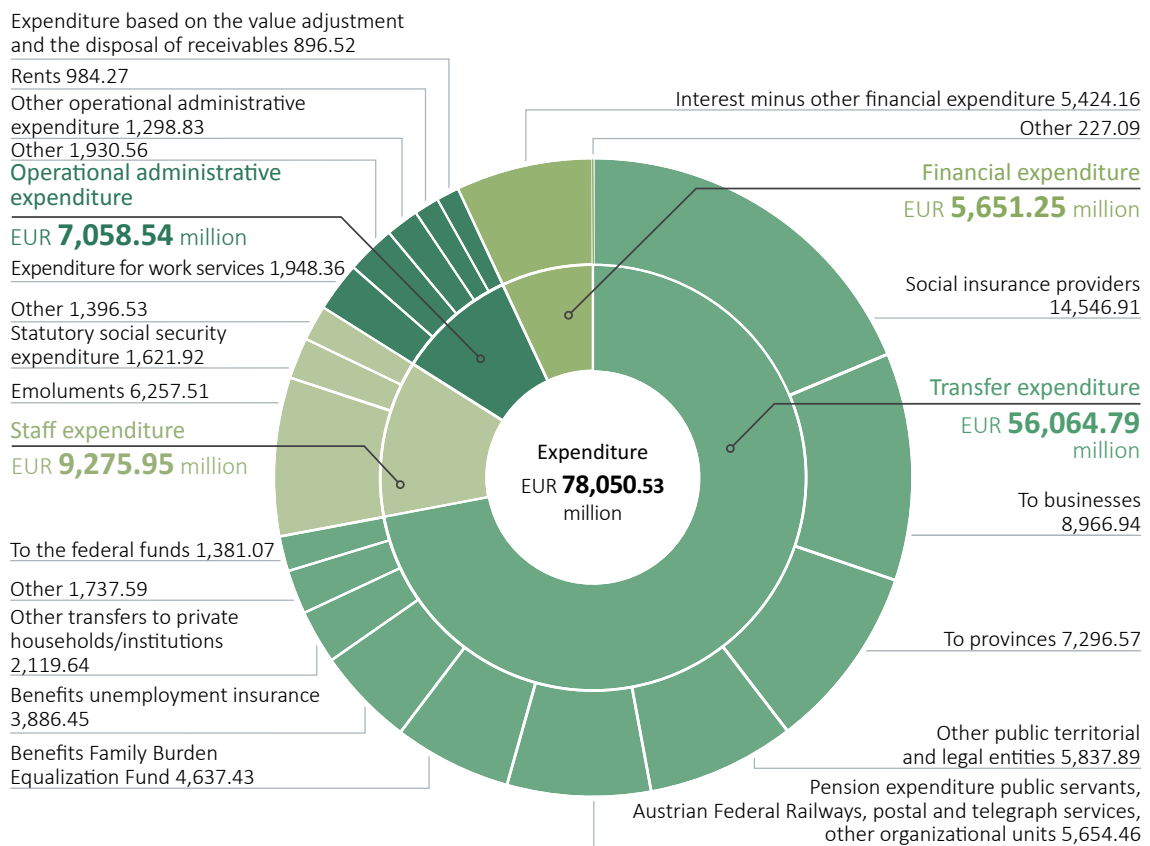 Expenditure based on the value adjustment
and the disposal of receivables 896.52
Rents 984.27
Other operational administrative
expenditure 1,298.83
Other 1,930.56
Operational administrative
expenditure
EUR 7,058.54 million
Expenditure for work services 1,948.36
Other 1,396.53
Statutory social security
expenditure 1,621.92
Emoluments 6,257.51
Staff expenditure
EUR 9,275.95 million
To the federal funds 1,381.07
Other 1,737.59
Other transfers to private
households/institutions
2,119.64
Benefits unemployment insurance
3,886.45
Benefits Family Burden
Equalization Fund 4,637.43
Expenditure
EUR 78,050.53
million
Interest minus other financial expenditure 5,424.16
Other 227.09
Financial expenditure
EUR 5,651.25 million
Social insurance providers
14,546.91
Transfer expenditure
EUR 56,064.79
million
To businesses
8,966.94
To provinces 7,296.57
Other public territorial
and legal entities 5,837.89
Pension expenditure public servants,
Austrian Federal Railways, postal and telegraph services,
other organizational units 5,654.46